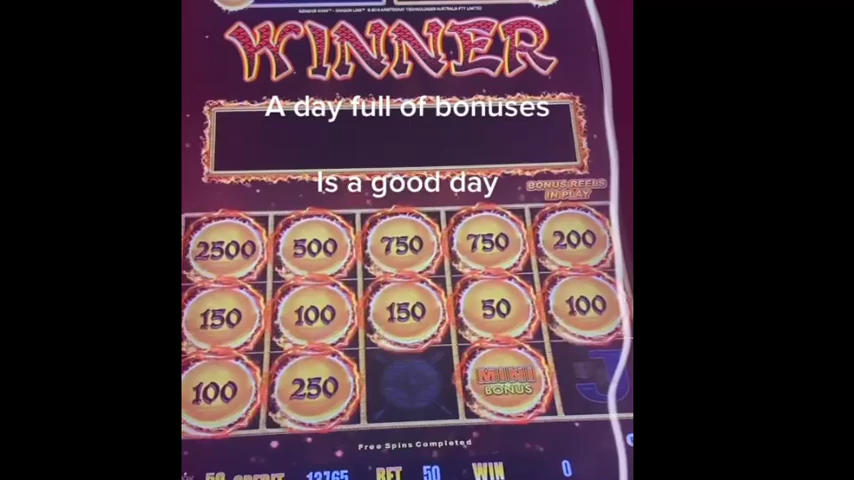 WINNER
A day full of bonuses
Is a good day
BONUS REELS
IN PLAY
2500 500 750 750 200
150 100 150 50 100
100 250 MINI
BONUS
J
Free Spins Completed
CREDIT 13765 BET 50 WIN 0